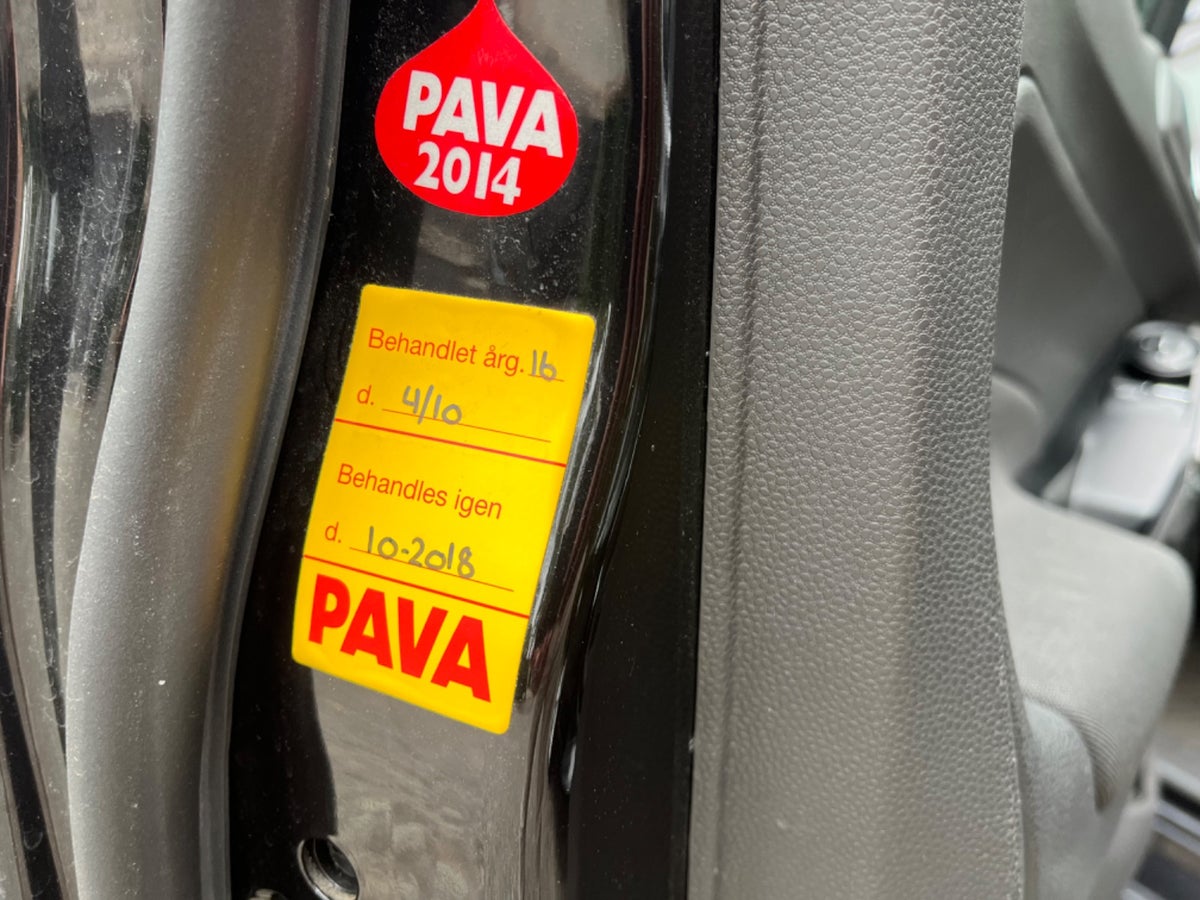 PAVA
2014
Behandlet årg. 16
d. 4/10
Behandles igen
d. 10-2018
PAVA